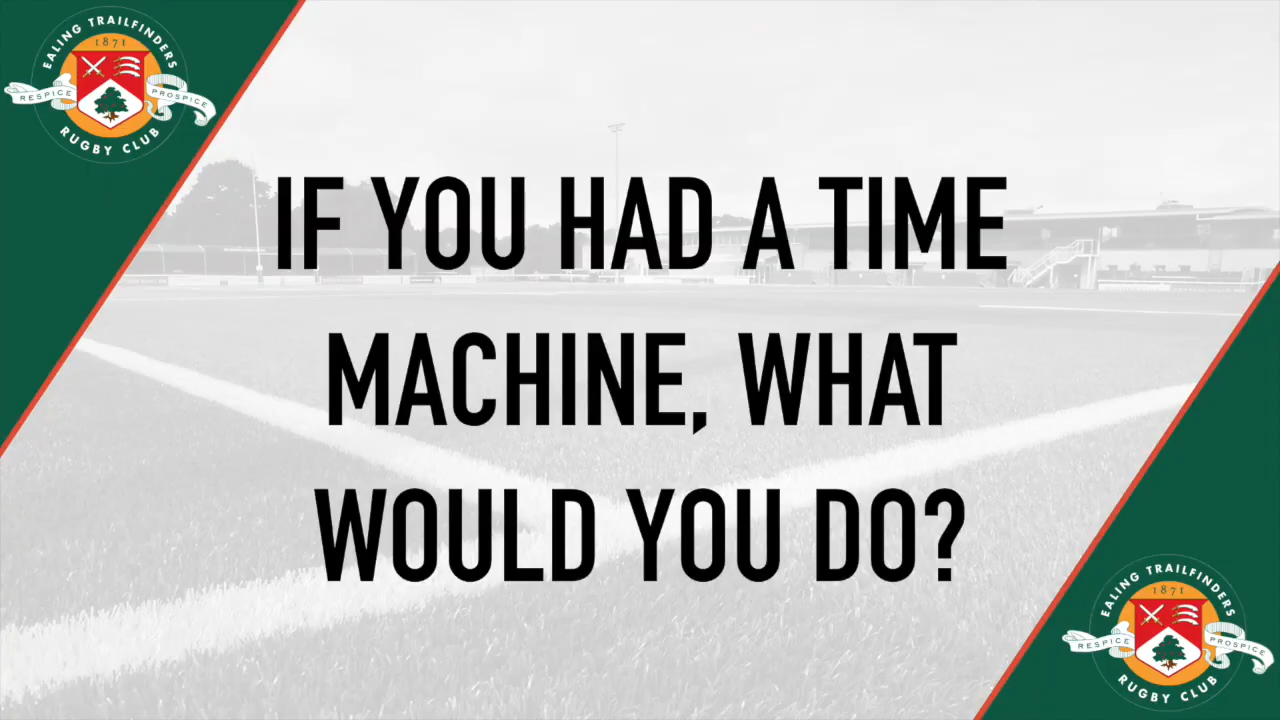 EALING TRAILFINDERS
1871
RESPICE PROSPICE
RUGBY CLUB
IF YOU HAD A TIME
MACHINE, WHAT
WOULD YOU DO?
EALING TRAILFINDERS
1871
RESPICE PROSPICE
RUGBY CLUB